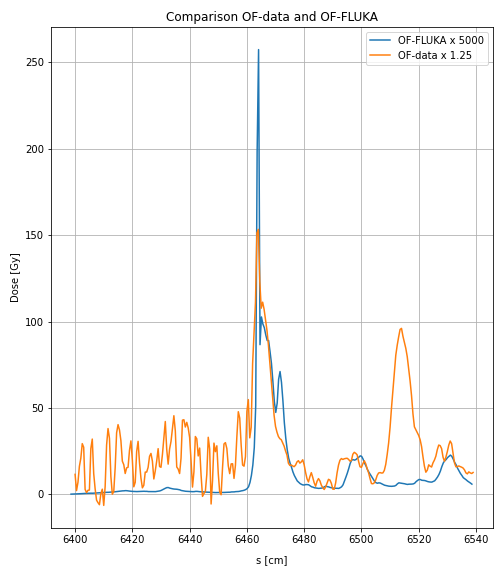 Comparison OF-data and OF-FLUKA
OF-FLUKA x 5000
OF-data x 1.25
250
200
150
100
50
0
Dose [Gy]
6400
6420
6440
6460
6480
6500
6520
6540
s [cm]